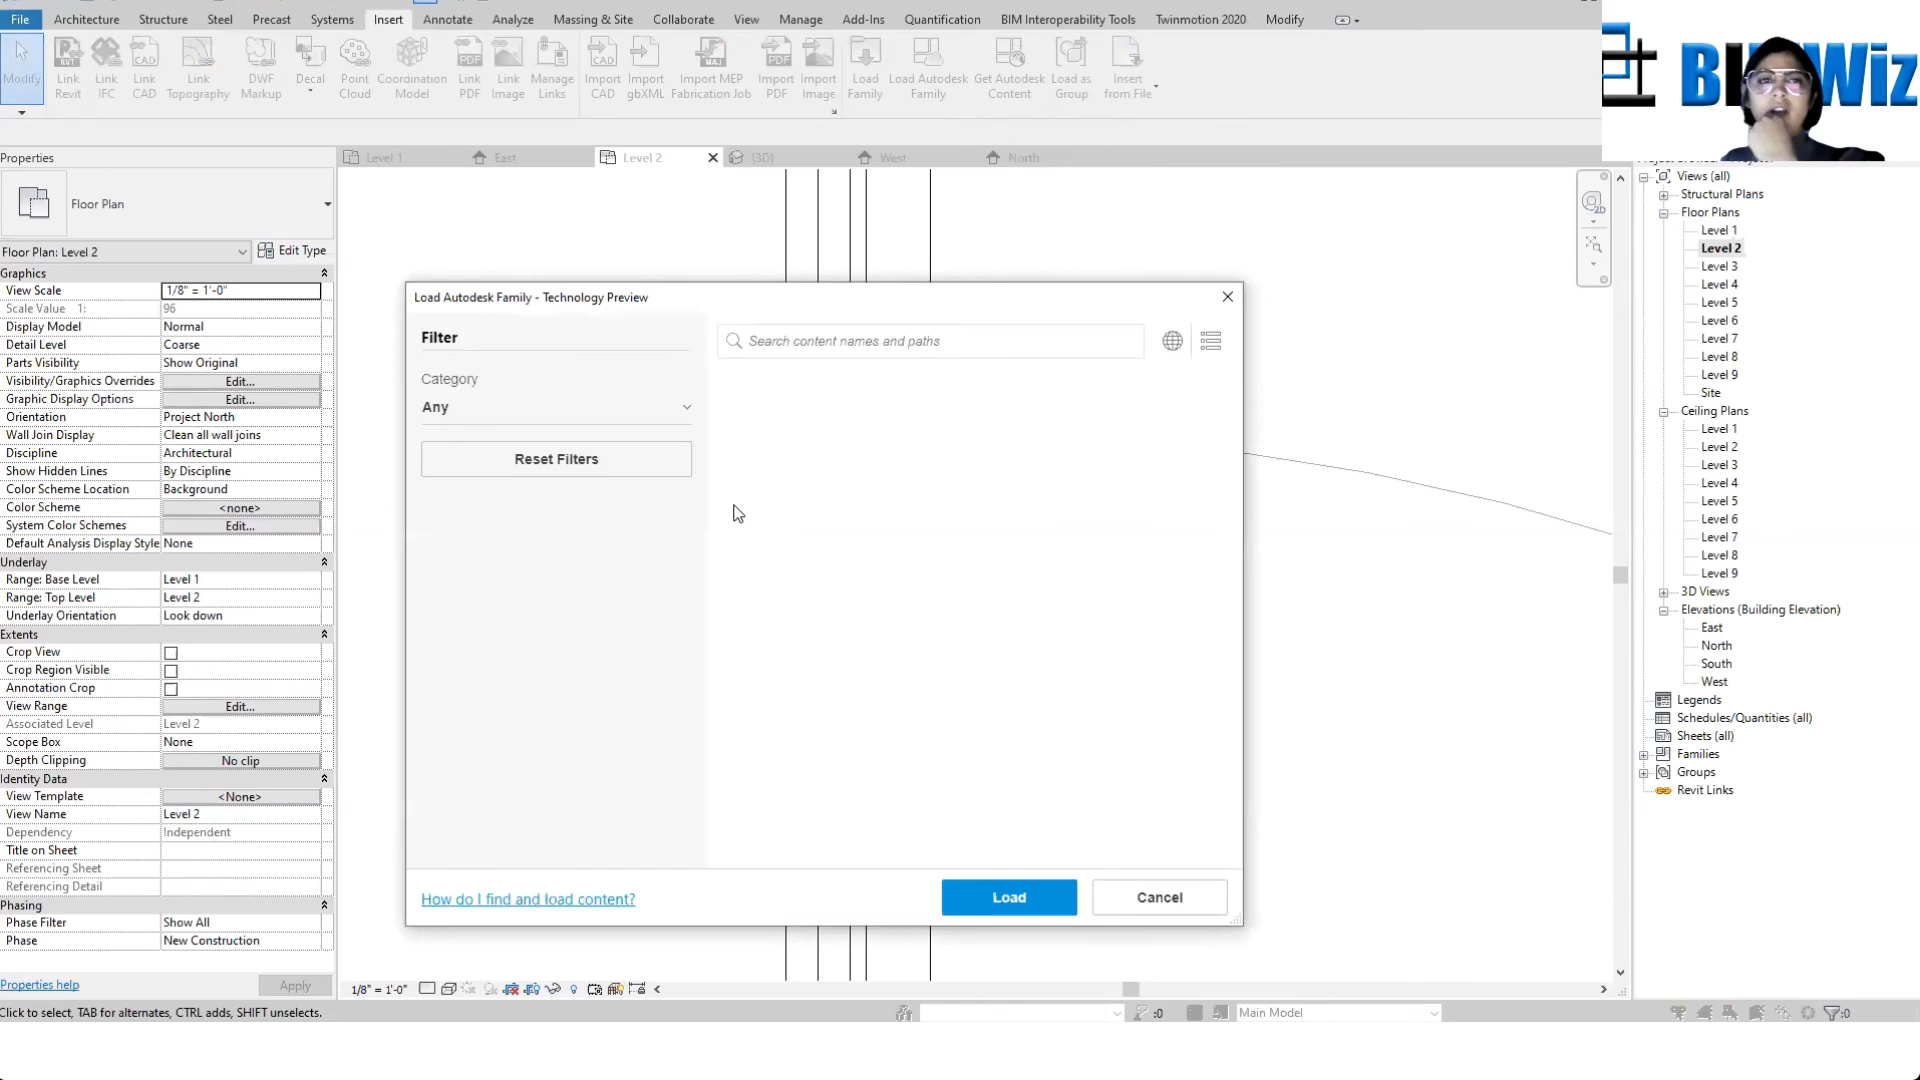 File Architecture Structure Steel Precast Systems Insert Annotate Analyze Massing & Site Collaborate View Manage Add-Ins Quantification BIM Interoperability Tools Twinmotion 2020 Modify
Modify
Link Revit
Link IFC
Link CAD
Link Topography
DWF Markup
Decal
Point Cloud
Coordination Model
Link PDF
Link Image
Manage Links
Import CAD
Import gbXML
Import MEP Fabrication Job
Import PDF
Import Image
Load Family
Load Autodesk Family
Get Autodesk Content
Load as Group
Insert from File
Properties
Floor Plan
Floor Plan: Level 2 Edit Type
Graphics
View Scale 1/8" = 1'-0"
Scale Value 1: 96
Display Model Normal
Detail Level Coarse
Parts Visibility Show Original
Visibility/Graphics Overrides Edit...
Graphic Display Options Edit...
Orientation Project North
Wall Join Display Clean all wall joins
Discipline Architectural
Show Hidden Lines By Discipline
Color Scheme Location Background
Color Scheme <none>
System Color Schemes Edit...
Default Analysis Display Style None
Underlay
Range: Base Level Level 1
Range: Top Level Level 2
Underlay Orientation Look down
Extents
Crop View
Crop Region Visible
Annotation Crop
View Range Edit...
Associated Level Level 2
Scope Box None
Depth Clipping No clip
Identity Data
View Template <None>
View Name Level 2
Dependency Independent
Title on Sheet
Referencing Sheet
Referencing Detail
Phasing
Phase Filter Show All
Phase New Construction
Properties help Apply
Level 1 East Level 2 {3D} West North
Load Autodesk Family - Technology Preview
Filter
Search content names and paths
Category
Any
Reset Filters
How do I find and load content?
Load Cancel
2D
Views (all)
Structural Plans
Floor Plans
Level 1
Level 2
Level 3
Level 4
Level 5
Level 6
Level 7
Level 8
Level 9
Site
Ceiling Plans
Level 1
Level 2
Level 3
Level 4
Level 5
Level 6
Level 7
Level 8
Level 9
3D Views
Elevations (Building Elevation)
East
North
South
West
Legends
Schedules/Quantities (all)
Sheets (all)
Families
Groups
Revit Links
1/8" = 1'-0"
Click to select, TAB for alternates, CTRL adds, SHIFT unselects.
:0 Main Model :0